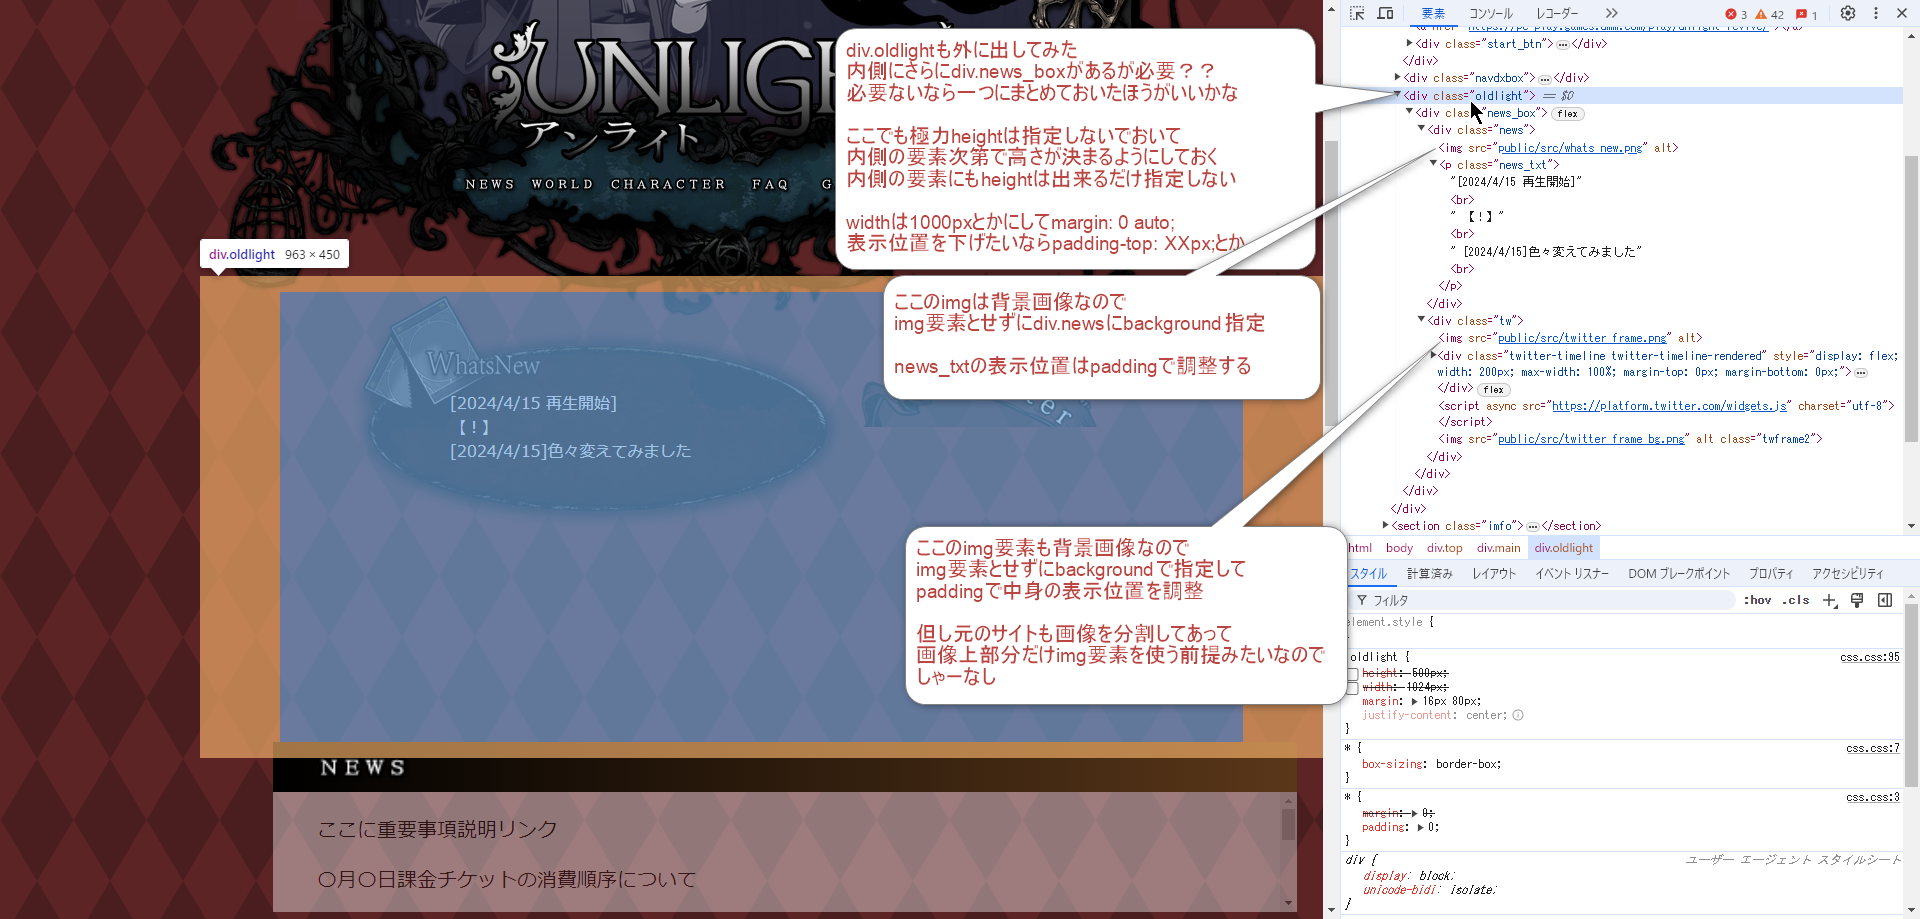 UNLIGHT
アンライト
NEWS WORLD CHARACTER FAQ G
div.oldlight 963 × 450
WhatsNew
[2024/4/15 再生開始]
【！】
[2024/4/15]色々変えてみました
tter
NEWS
ここに重要事項説明リンク
〇月〇日課金チケットの消費順序について
div.oldlightも外に出してみた
内側にさらにdiv.news_boxがあるが必要？？
必要ないなら一つにまとめておいたほうがいいかな
ここでも極力heightは指定しないでおいて
内側の要素次第で高さが決まるようにしておく
内側の要素にもheightは出来るだけ指定しない
widthは1000pxとかにしてmargin: 0 auto;
表示位置を下げたいならpadding-top: XXpx;とか
ここのimgは背景画像なので
img要素とせずにdiv.newsにbackground 指定
news_txtの表示位置はpaddingで調整する
ここのimg要素も背景画像なので
img要素とせずにbackgroundで指定して
paddingで中身の表示位置を調整
但し元のサイトも画像を分割してあって
画像上部分だけimg要素を使う前提みたいなので
しゃーなし
要素 コンソール レコーダー 3 42 1
<div class="start_btn"> … </div>
</div>
<div class="navdxbox"> … </div>
<div class="oldlight"> == $0
<div class="news_box"> flex
<div class="news">
<img src="public/src/whats_new.png" alt>
<p class="news_txt">
"[2024/4/15 再生開始]"
<br>
" 【！】"
<br>
" [2024/4/15]色々変えてみました"
<br>
</p>
</div>
<div class="tw">
<img src="public/src/twitter_frame.png" alt>
<div class="twitter-timeline twitter-timeline-rendered" style="display: flex;
width: 200px; max-width: 100%; margin-top: 0px; margin-bottom: 0px;"> …
</div> flex
<script async src="https://platform.twitter.com/widgets.js" charset="utf-8">
</script>
<img src="public/src/twitter_frame_bg.png" alt class="twframe2">
</div>
</div>
</div>
</div>
<section class="imfo"> … </section>
html body div.top div.main div.oldlight
スタイル 計算済み レイアウト イベント リスナー DOM ブレークポイント プロパティ アクセシビリティ
フィルタ :hov .cls
element.style {
oldlight { css.css:95
height: 500px;
width: 1024px;
margin: 16px 80px;
justify-content: center;
}
* { css.css:7
box-sizing: border-box;
}
* { css.css:3
margin: 0;
padding: 0;
}
div { ユーザー エージェント スタイルシート
display: block;
unicode-bidi: isolate;
}